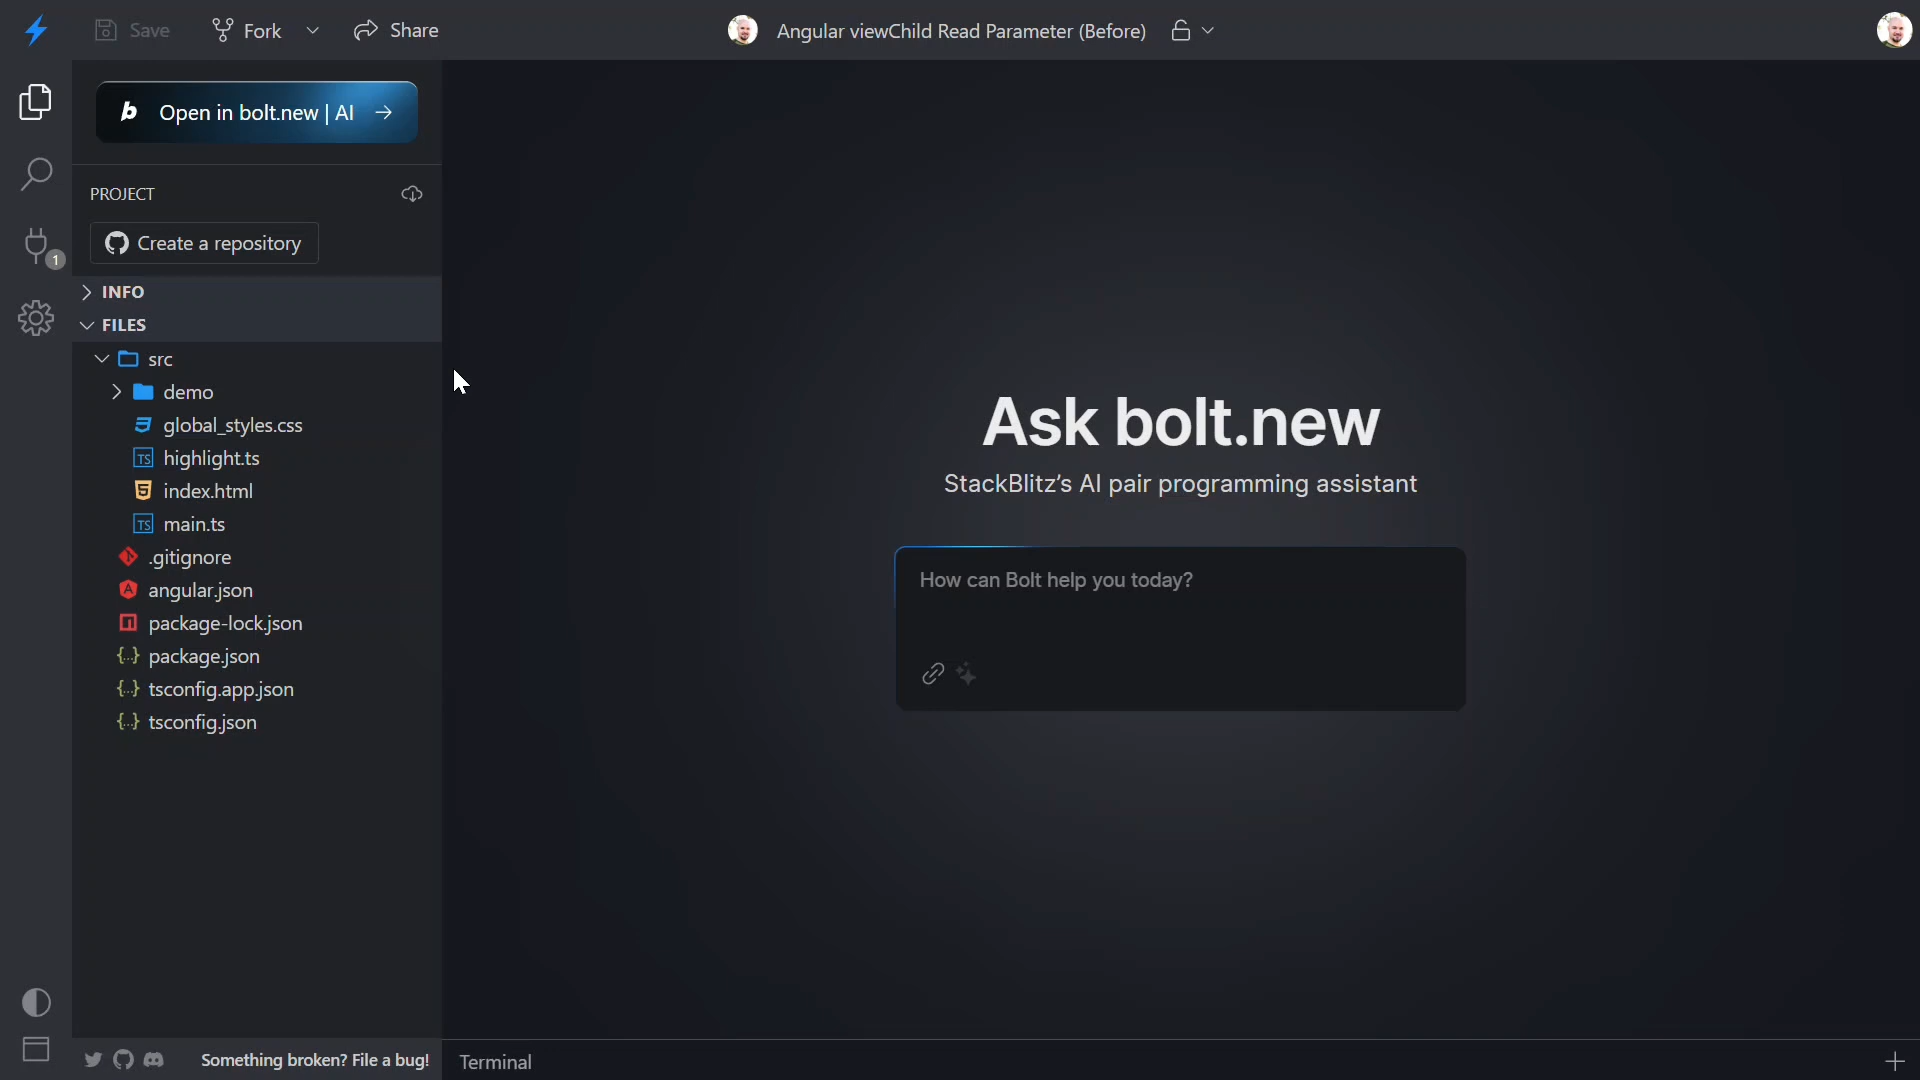 Save
Fork
Share
Angular viewChild Read Parameter (Before)
b Open in bolt.new | AI
PROJECT
Create a repository
1
INFO
FILES
src
demo
global_styles.css
TS highlight.ts
index.html
TS main.ts
.gitignore
angular.json
package-lock.json
{..} package.json
{..} tsconfig.app.json
{..} tsconfig.json
Ask bolt.new
StackBlitz's AI pair programming assistant
How can Bolt help you today?
Something broken? File a bug!
Terminal